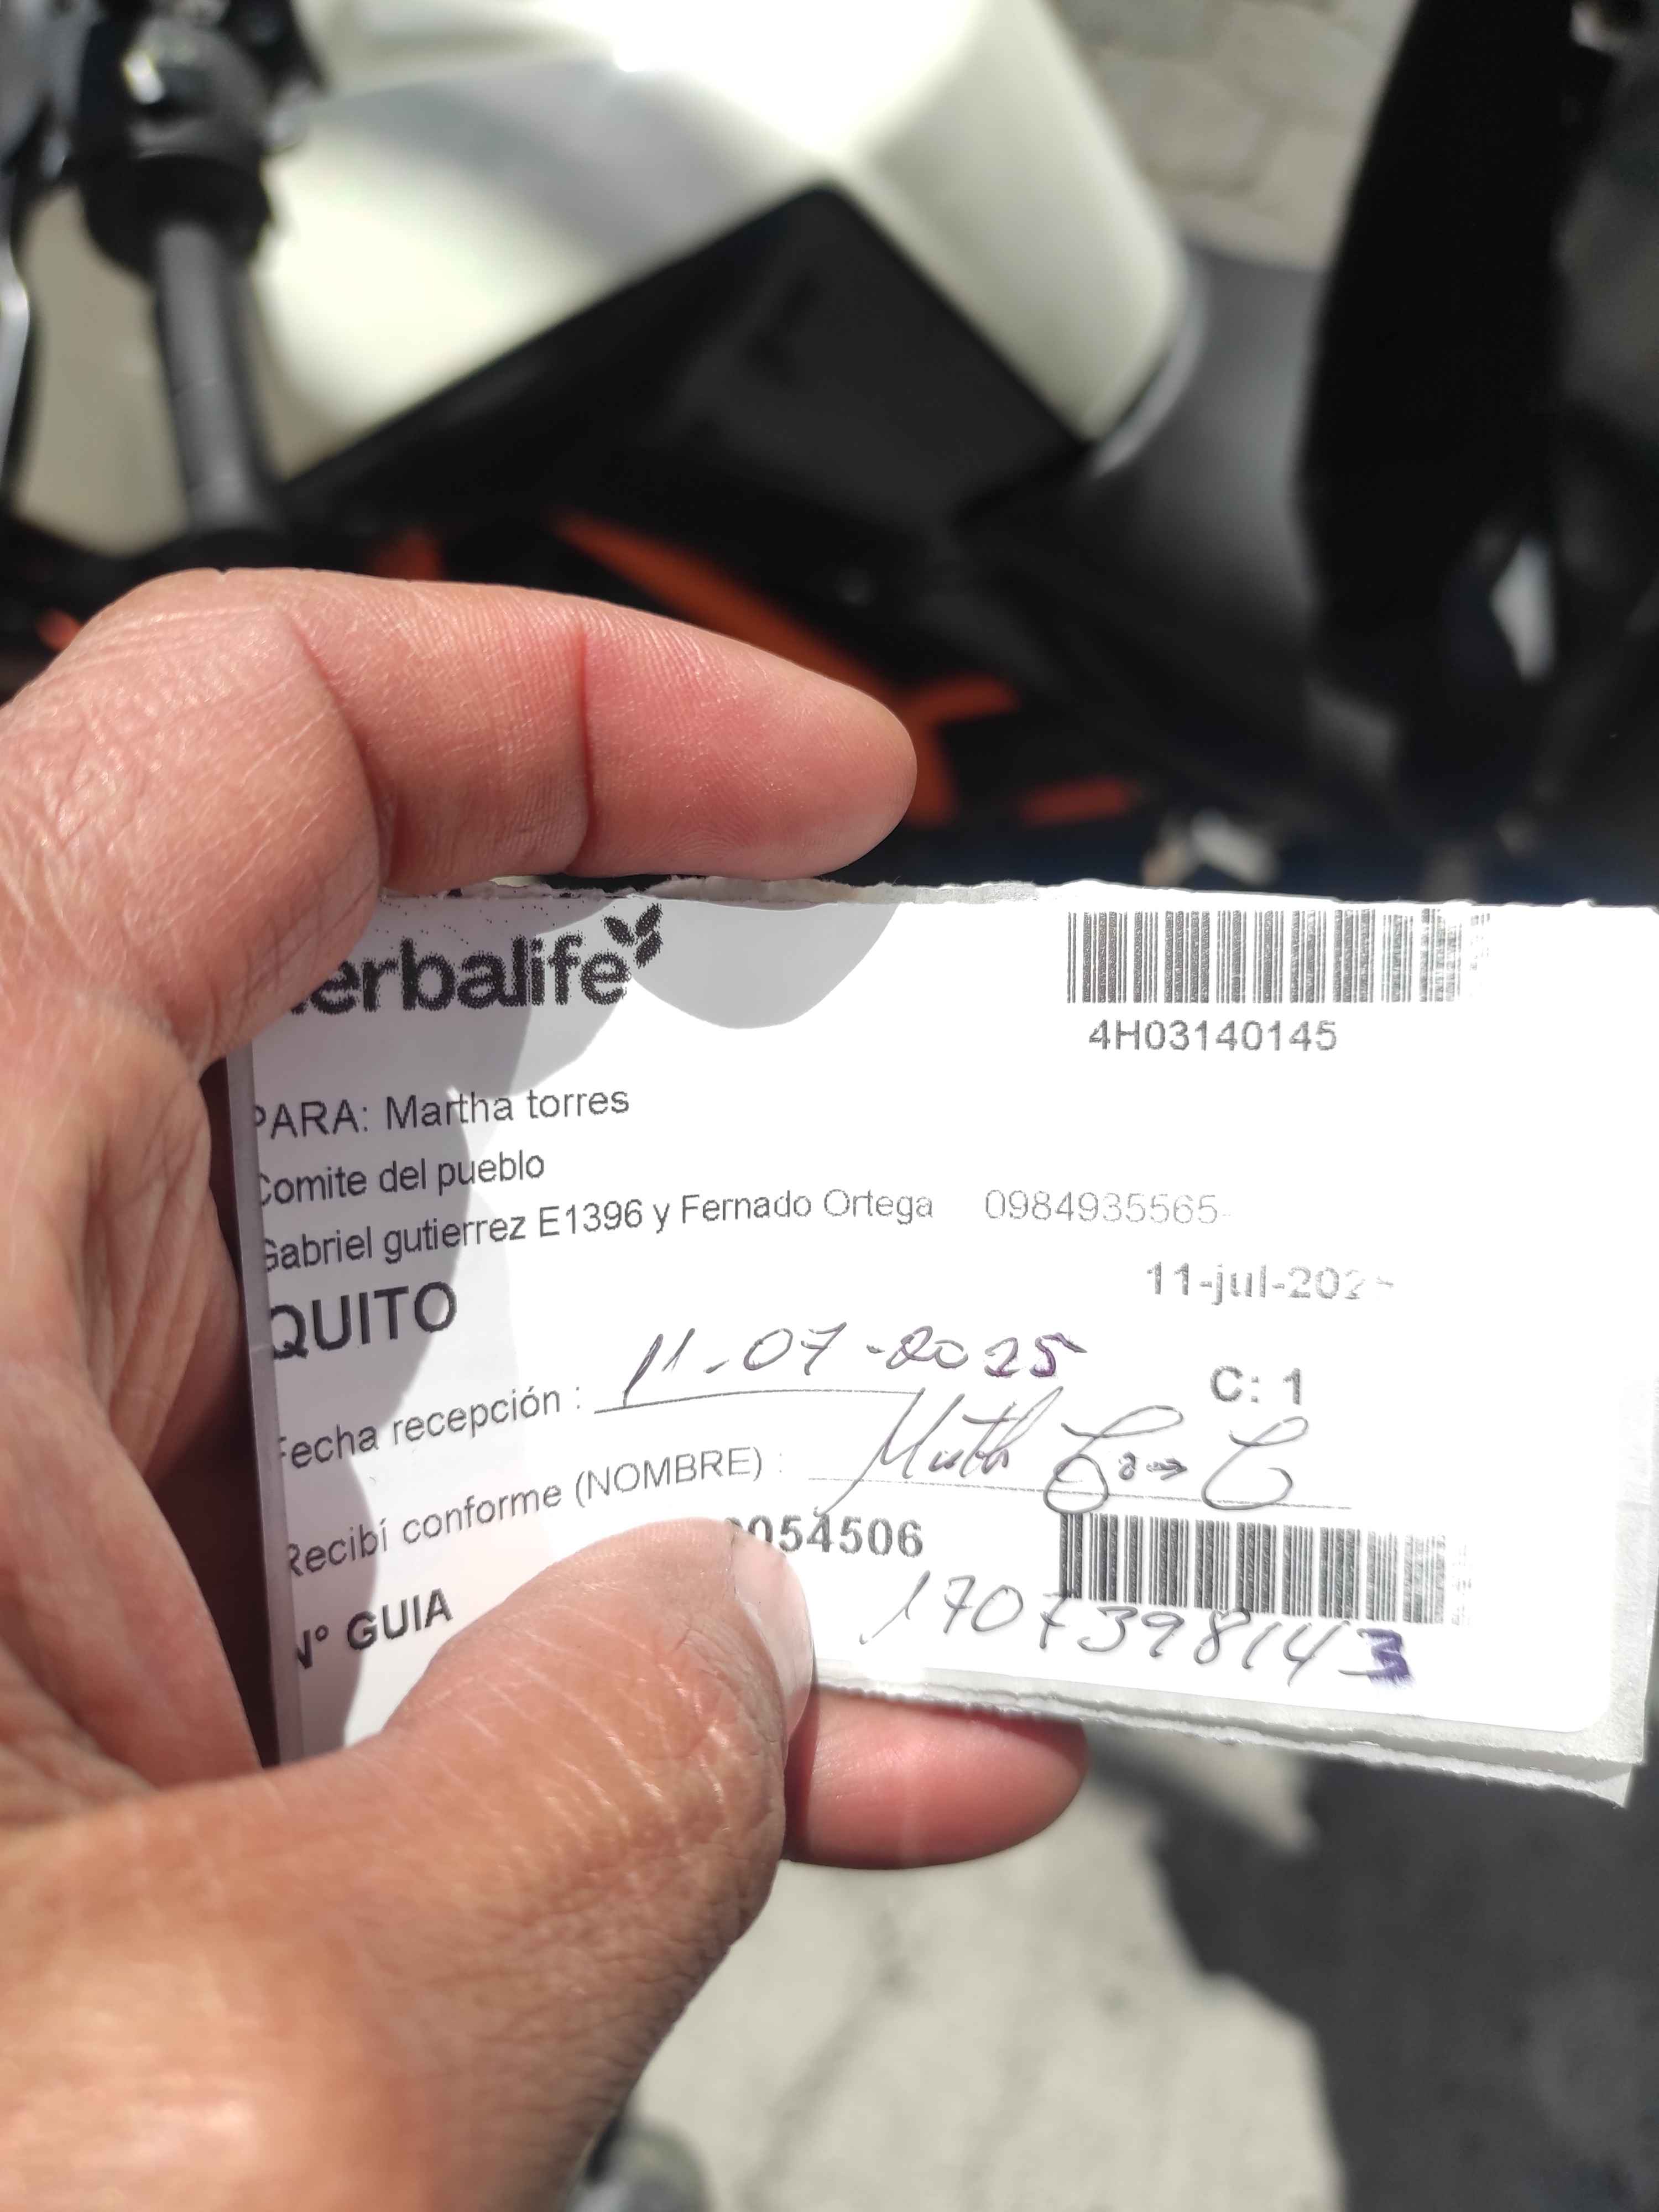 erbalife
4H03140145
PARA: Martha torres
Comite del pueblo
Gabriel gutierrez E1396 y Fernado Ortega 0984935565
11-jul-202
QUITO
Fecha recepción : 11-07-2025
C: 1
Recibí conforme (NOMBRE) :
Nº GUIA 054506
1707398143